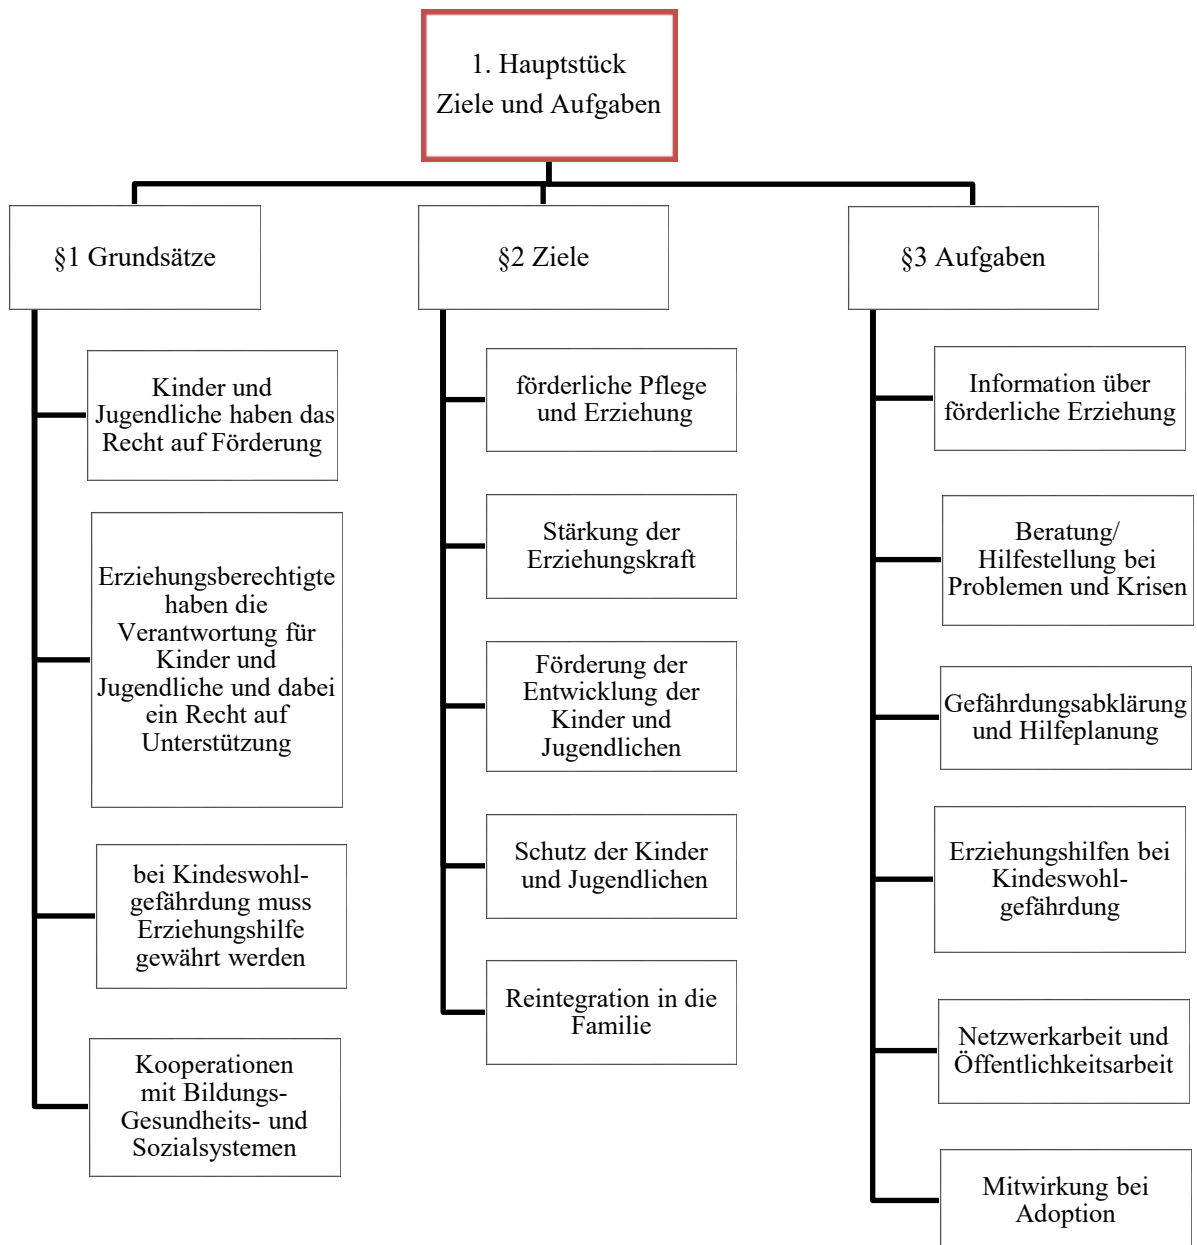 1. Hauptstück
Ziele und Aufgaben
§1 Grundsätze
Kinder und
Jugendliche haben das
Recht auf Förderung
Erziehungsberechtigte
haben die
Verantwortung für
Kinder und
Jugendliche und dabei
ein Recht auf
Unterstützung
bei Kindeswohl-
gefährdung muss
Erziehungshilfe
gewährt werden
Kooperationen
mit Bildungs-
Gesundheits- und
Sozialsystemen
§2 Ziele
förderliche Pflege
und Erziehung
Stärkung der
Erziehungskraft
Förderung der
Entwicklung der
Kinder und
Jugendlichen
Schutz der Kinder
und Jugendlichen
Reintegration in die
Familie
§3 Aufgaben
Information über
förderliche Erziehung
Beratung/
Hilfestellung bei
Problemen und Krisen
Gefährdungsabklärung
und Hilfeplanung
Erziehungshilfen bei
Kindeswohl-
gefährdung
Netzwerkarbeit und
Öffentlichkeitsarbeit
Mitwirkung bei
Adoption